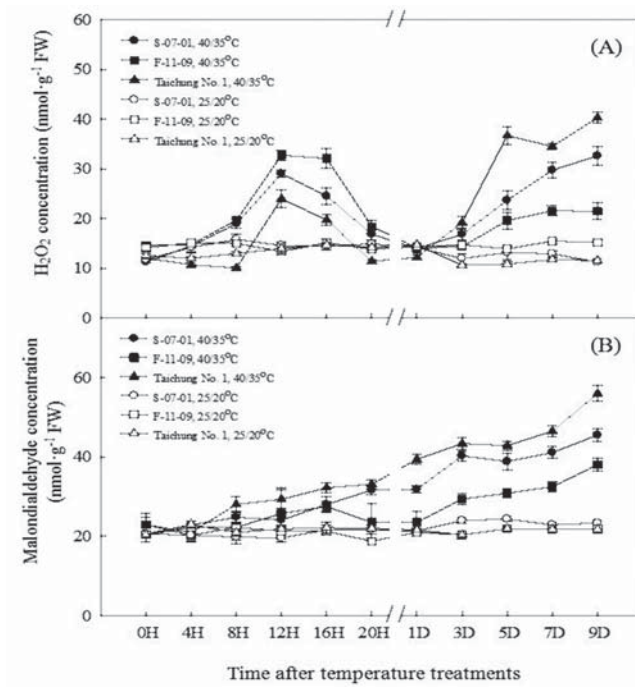 60
(A)
S-07-01, 40/35°C
50
F-11-09, 40/35°C
Taichung No. 1, 40/35°C
S-07-01, 25/20°C
40
F-11-09, 25/20°C
Taichung No. 1, 25/20°C
30
20
10
0
H₂O₂ concentration (nmol·g⁻¹ FW)
(B)
S-07-01, 40/35°C
F-11-09, 40/35°C
60
Taichung No. 1, 40/35°C
S-07-01, 25/20°C
F-11-09, 25/20°C
Taichung No. 1, 25/20°C
40
20
0
Malondialdehyde concentration
(nmol·g⁻¹ FW)
0H 4H 8H 12H 16H 20H 1D 3D 5D 7D 9D
Time after temperature treatments